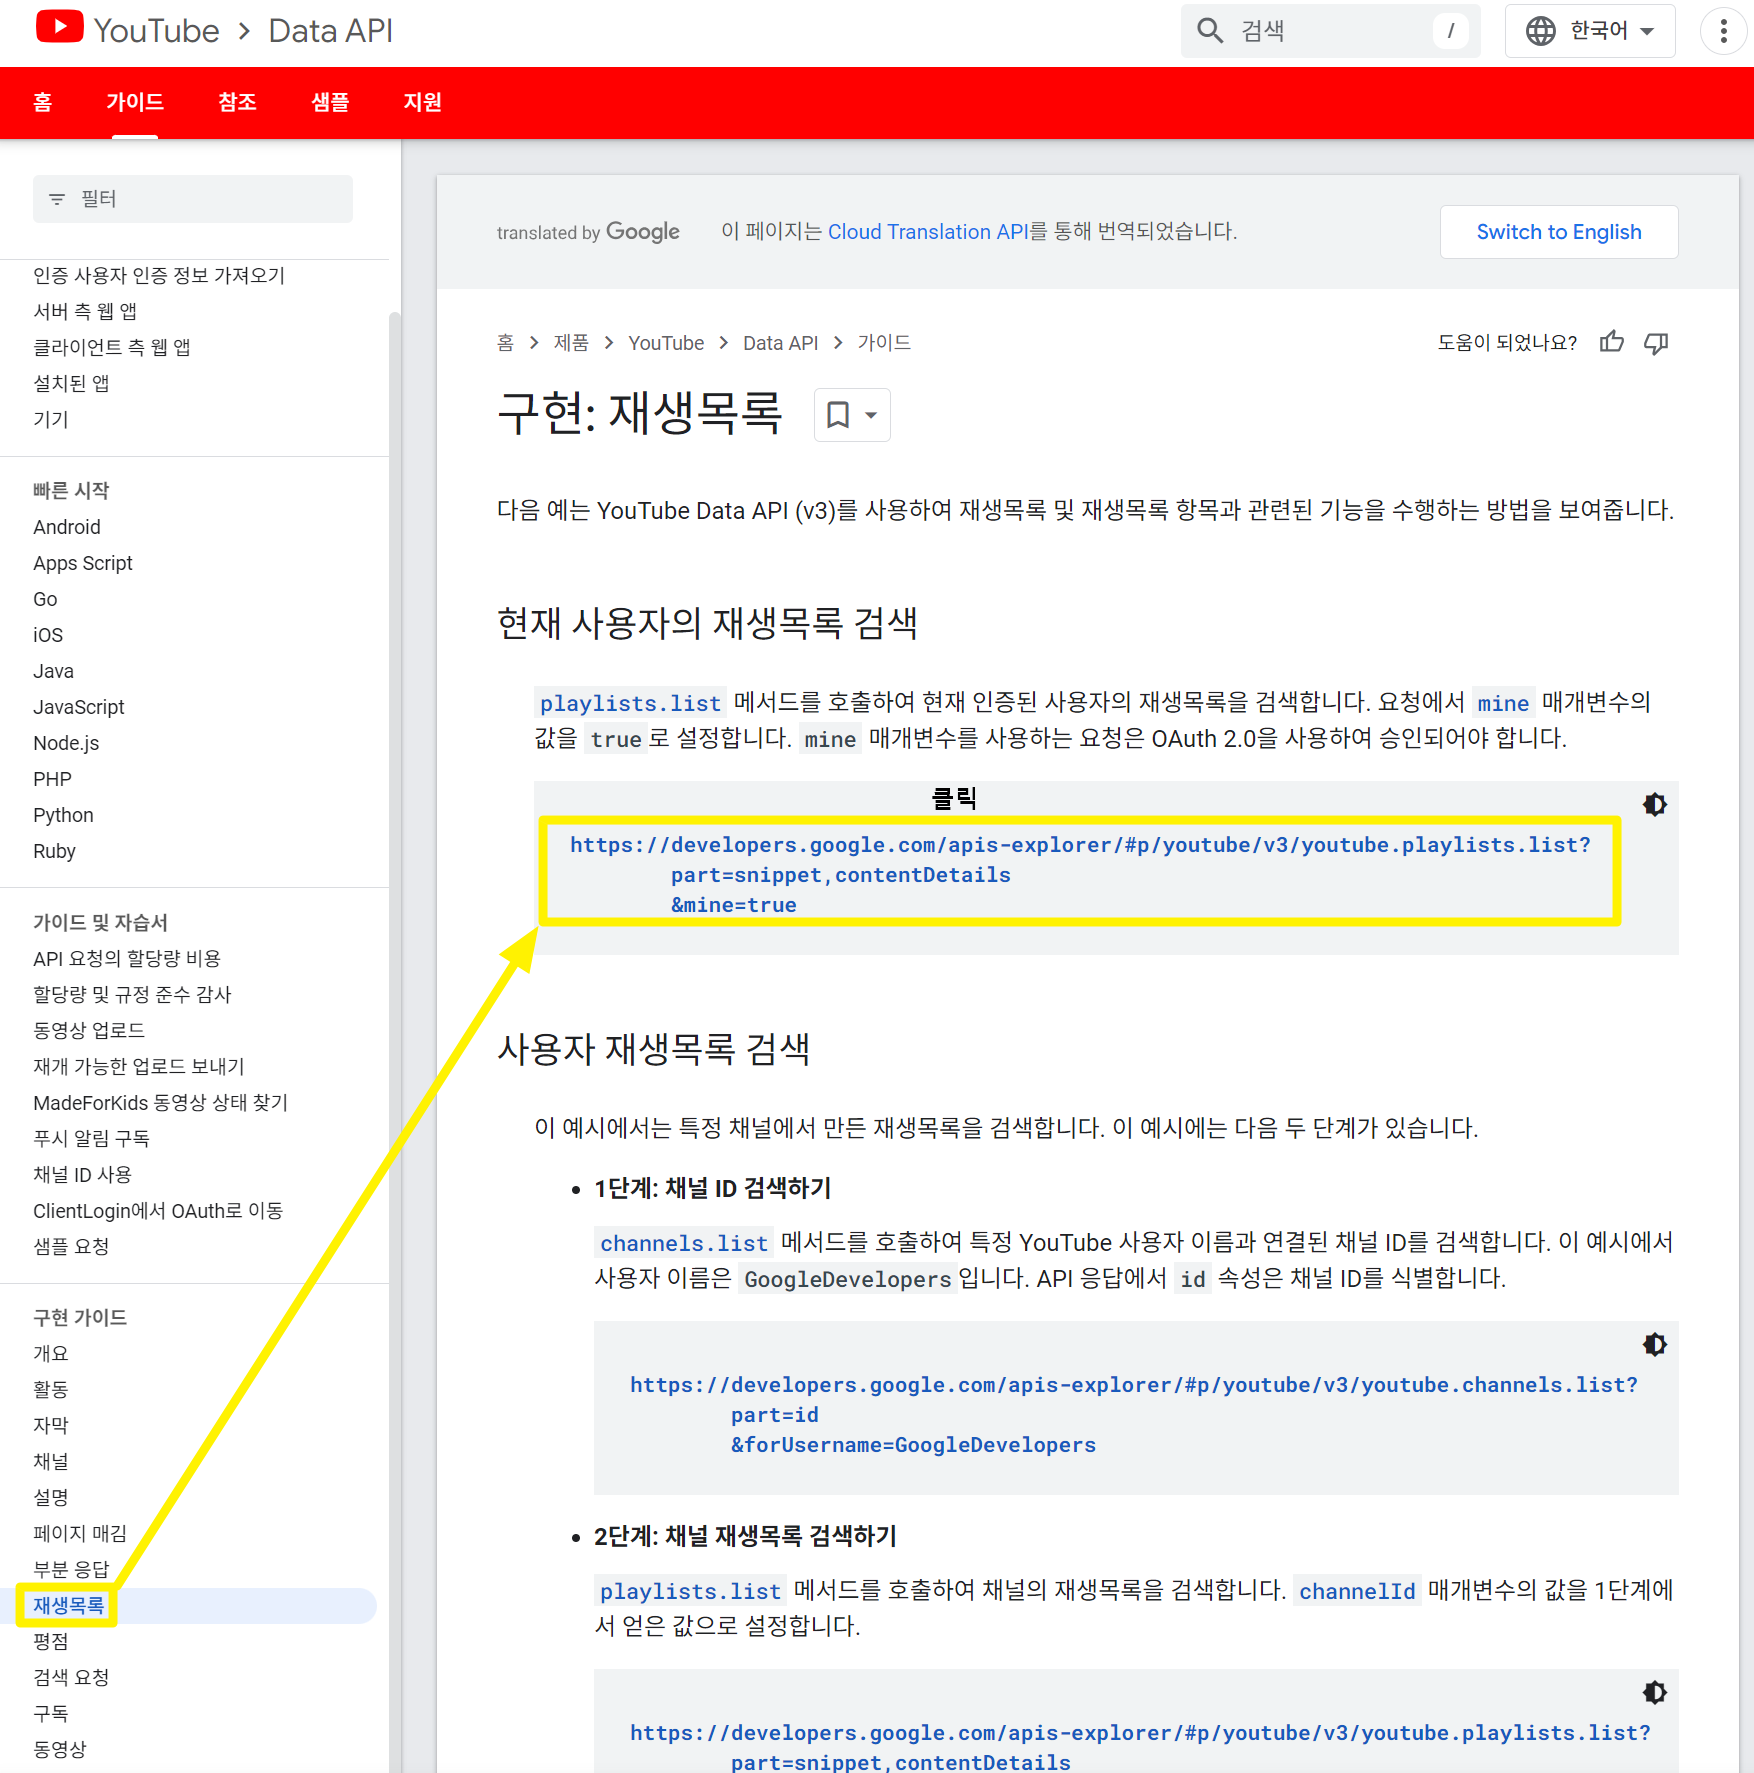 YouTube > Data API
검색
/
한국어
홈
가이드
참조
샘플
지원
필터
인증 사용자 인증 정보 가져오기
서버 측 웹 앱
클라이언트 측 웹 앱
설치된 앱
기기
빠른 시작
Android
Apps Script
Go
iOS
Java
JavaScript
Node.js
PHP
Python
Ruby
가이드 및 자습서
API 요청의 할당량 비용
할당량 및 규정 준수 감사
동영상 업로드
재개 가능한 업로드 보내기
MadeForKids 동영상 상태 찾기
푸시 알림 구독
채널 ID 사용
ClientLogin에서 OAuth로 이동
샘플 요청
구현 가이드
개요
활동
자막
채널
설명
페이지 매김
부분 응답
재생목록
평점
검색 요청
구독
동영상
translated by Google
이 페이지는 Cloud Translation API를 통해 번역되었습니다.
Switch to English
홈 > 제품 > YouTube > Data API > 가이드
도움이 되었나요?
구현: 재생목록
다음 예는 YouTube Data API (v3)를 사용하여 재생목록 및 재생목록 항목과 관련된 기능을 수행하는 방법을 보여줍니다.
현재 사용자의 재생목록 검색
playlists.list 메서드를 호출하여 현재 인증된 사용자의 재생목록을 검색합니다. 요청에서 mine 매개변수의
값을 true로 설정합니다. mine 매개변수를 사용하는 요청은 OAuth 2.0을 사용하여 승인되어야 합니다.
클릭
https://developers.google.com/apis-explorer/#p/youtube/v3/youtube.playlists.list?
part=snippet,contentDetails
&mine=true
사용자 재생목록 검색
이 예시에서는 특정 채널에서 만든 재생목록을 검색합니다. 이 예시에는 다음 두 단계가 있습니다.
• 1단계: 채널 ID 검색하기
channels.list 메서드를 호출하여 특정 YouTube 사용자 이름과 연결된 채널 ID를 검색합니다. 이 예시에서
사용자 이름은 GoogleDevelopers입니다. API 응답에서 id 속성은 채널 ID를 식별합니다.
https://developers.google.com/apis-explorer/#p/youtube/v3/youtube.channels.list?
part=id
&forUsername=GoogleDevelopers
• 2단계: 채널 재생목록 검색하기
playlists.list 메서드를 호출하여 채널의 재생목록을 검색합니다. channelId 매개변수의 값을 1단계에
서 얻은 값으로 설정합니다.
https://developers.google.com/apis-explorer/#p/youtube/v3/youtube.playlists.list?
part=snippet,contentDetails